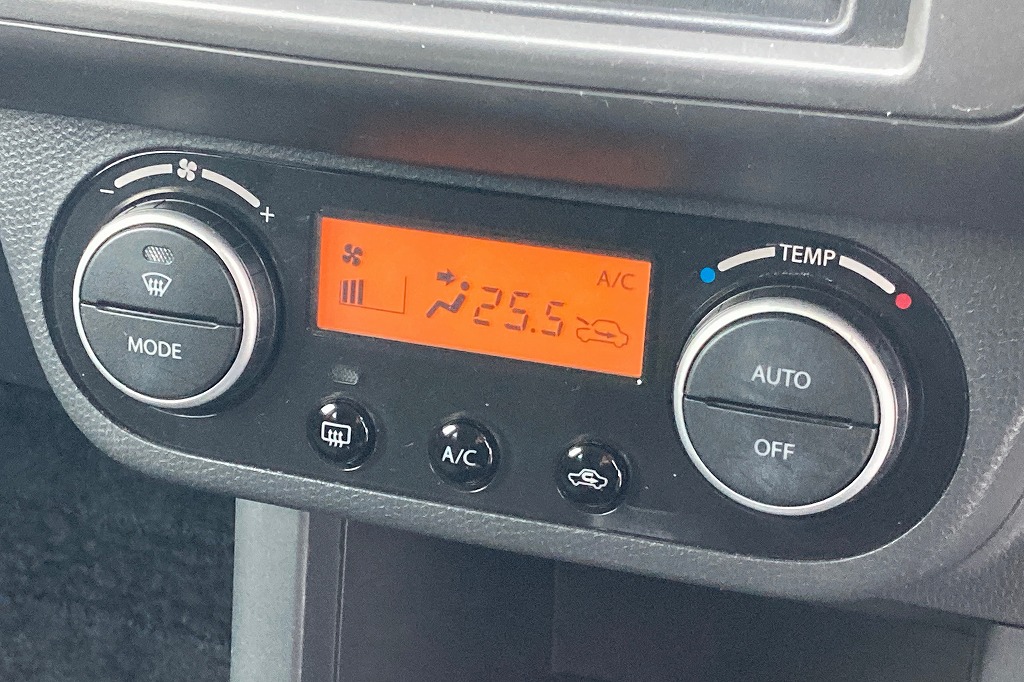 - +
TEMP
A/C
25.5
MODE
AUTO
OFF
A/C